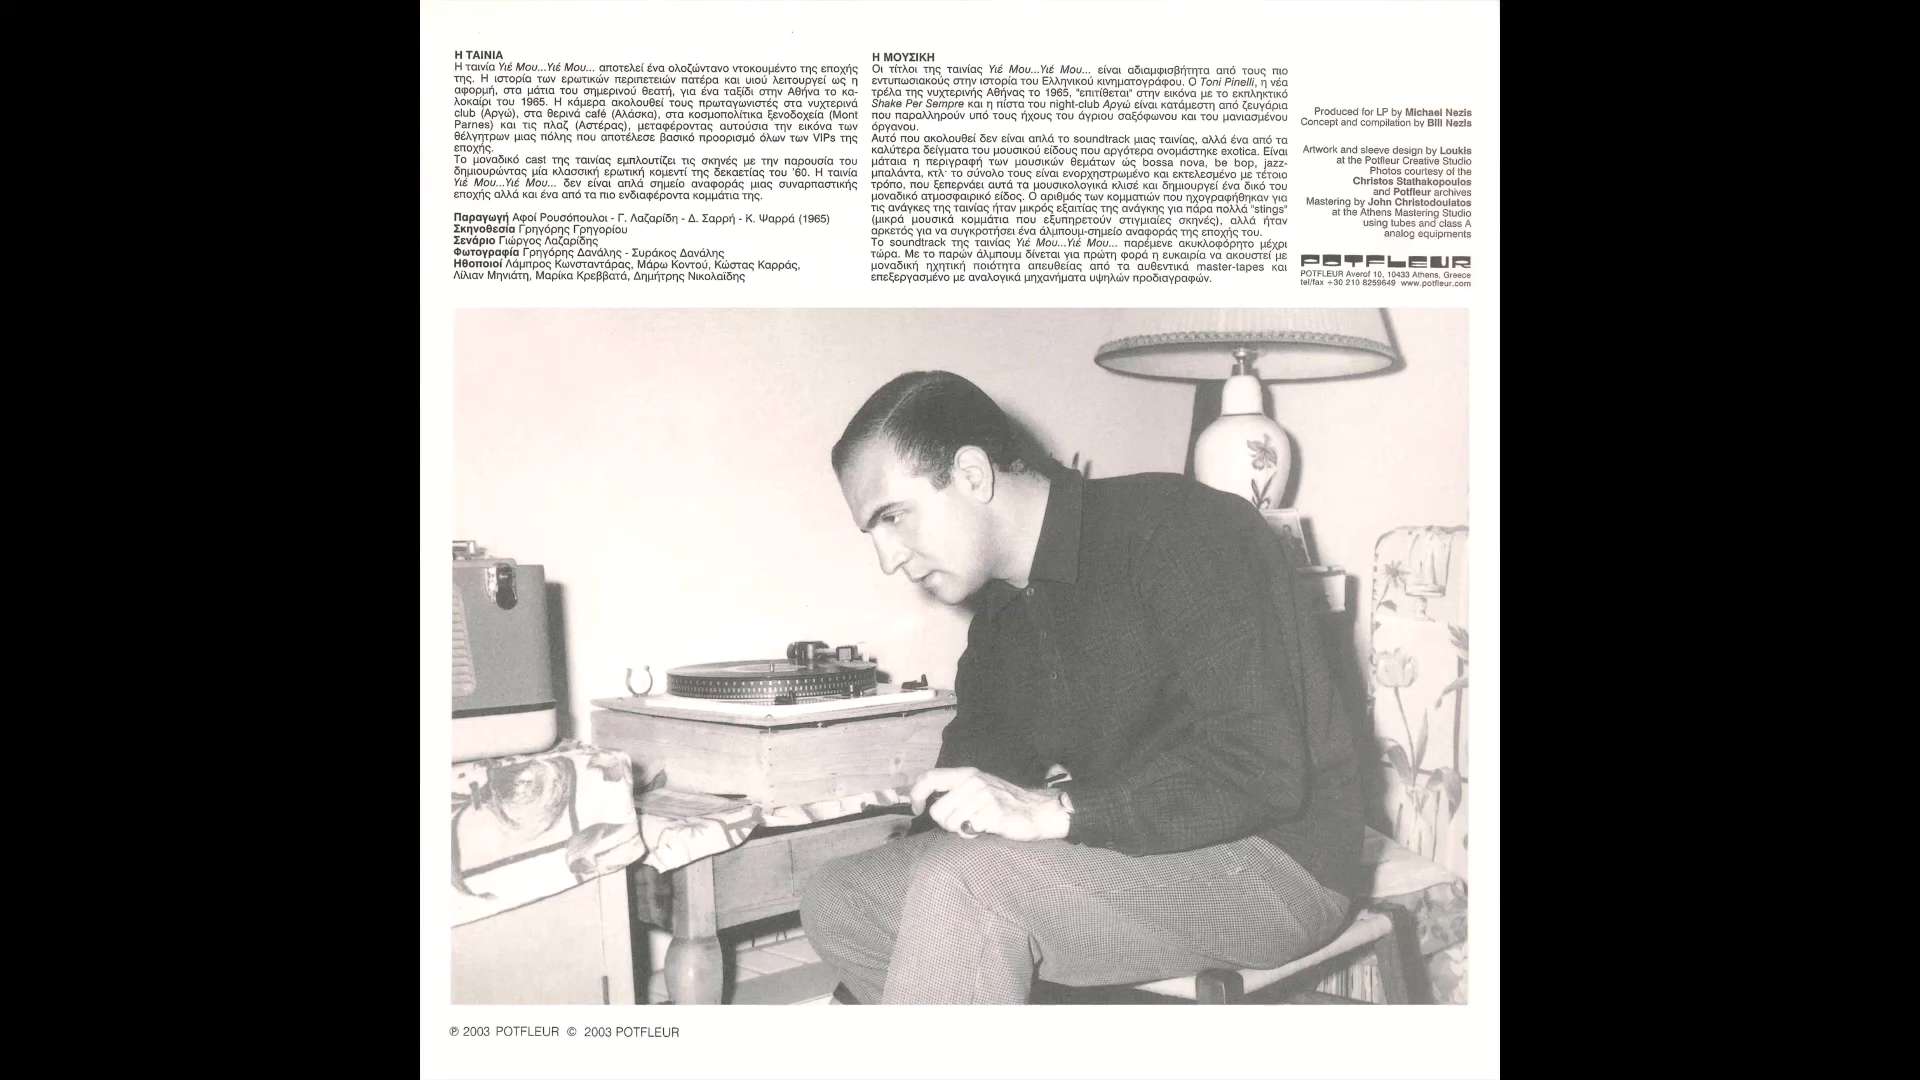 Η ΤΑΙΝΙΑ
Η ταινία Υιέ Μου...Υιέ Μου... αποτελεί ένα ολοζώντανο ντοκουμέντο της εποχής
της. Η ιστορία των ερωτικών περιπετειών πατέρα και υιού λειτουργεί ως η
αφορμή, στα μάτια του σημερινού θεατή, για ένα ταξίδι στην Αθήνα το κα-
λοκαίρι του 1965. Η κάμερα ακολουθεί τους πρωταγωνιστές στα νυχτερινά
club (Αργώ), στα θερινά café (Αλάσκα), στα κοσμοπολίτικα ξενοδοχεία (Mont
Parnes) και τις πλαζ (Αστέρας), μεταφέροντας αυτούσια την εικόνα των
θέλγητρων μιας πόλης που αποτέλεσε βασικό προορισμό όλων των VIPs της
εποχής.
Το μοναδικό cast της ταινίας εμπλουτίζει τις σκηνές με την παρουσία του
δημιουρώντας μία κλασσική ερωτική κομεντί της δεκαετίας του '60. Η ταινία
Υιέ Μου...Υιέ Μου... δεν είναι απλά σημείο αναφοράς μιας συναρπαστικής
εποχής αλλά και ένα από τα πιο ενδιαφέροντα κομμάτια της.
Παραγωγή Αφοί Ρουσόπουλοι - Γ. Λαζαρίδη - Δ. Σαρρή - Κ. Ψαρρά (1965)
Σκηνοθεσία Γρηγόρης Γρηγορίου
Σενάριο Γιώργος Λαζαρίδης
Φωτογραφία Γρηγόρης Δανάλης - Συράκος Δανάλης
Ηθοποιοί Λάμπρος Κωνσταντάρας, Μάρω Κοντού, Κώστας Καρράς,
Λίλιαν Μηνιάτη, Μαρίκα Κρεββατά, Δημήτρης Νικολαΐδης
Η ΜΟΥΣΙΚΗ
Οι τίτλοι της ταινίας Υιέ Μου...Υιέ Μου... είναι αδιαμφισβήτητα από τους πιο
εντυπωσιακούς στην ιστορία του Ελληνικού κινηματογράφου. Ο Toni Pinelli, η νέα
τρέλα της νυχτερινής Αθήνας το 1965, "επιτίθεται" στην εικόνα με το εκπληκτικό
Shake Per Sempre και η πίστα του night-club Αργώ είναι κατάμεστη από ζευγάρια
που παραλληρούν υπό τους ήχους του άγριου σαξόφωνου και του μανιασμένου
όργανου.
Αυτό που ακολουθεί δεν είναι απλά το soundtrack μιας ταινίας, αλλά ένα από τα
καλύτερα δείγματα του μουσικού είδους που αργότερα ονομάστηκε exotica. Είναι
μάταια η περιγραφή των μουσικών θεμάτων ώς bossa nova, be bop, jazz-
μπαλάντα, κτλ· το σύνολο τους είναι ενορχηστρωμένο και εκτελεσμένο με τέτοιο
τρόπο, που ξεπερνάει αυτά τα μουσικολογικά κλισέ και δημιουργεί ένα δικό του
μοναδικό ατμοσφαιρικό είδος. Ο αριθμός των κομματιών που ηχογραφήθηκαν για
τις ανάγκες της ταινίας ήταν μικρός εξαιτίας της ανάγκης για πάρα πολλά "stings"
(μικρά μουσικά κομμάτια που εξυπηρετούν στιγμιαίες σκηνές), αλλά ήταν
αρκετός για να συγκροτήσει ένα άλμπουμ-σημείο αναφοράς της εποχής του.
Το soundtrack της ταινίας Υιέ Μου...Υιέ Μου... παρέμενε ακυκλοφόρητο μέχρι
τώρα. Με το παρών άλμπουμ δίνεται για πρώτη φορά η ευκαιρία να ακουστεί με
μοναδική ηχητική ποιότητα απευθείας από τα αυθεντικά master-tapes και
επεξεργασμένο με αναλογικά μηχανήματα υψηλών προδιαγραφών.
Produced for LP by Michael Nezis
Concept and compilation by Bill Nezis
Artwork and sleeve design by Loukis
at the Potfleur Creative Studio
Photos courtesy of the
Christos Stathakopoulos
and Potfleur archives
Mastering by John Christodoulatos
at the Athens Mastering Studio
using tubes and class A
analog equipments
POTFLEUR
POTFLEUR Averof 10, 10433 Athens, Greece
tel/fax +30 210 8259649 www.potfleur.com
℗ 2003 POTFLEUR © 2003 POTFLEUR